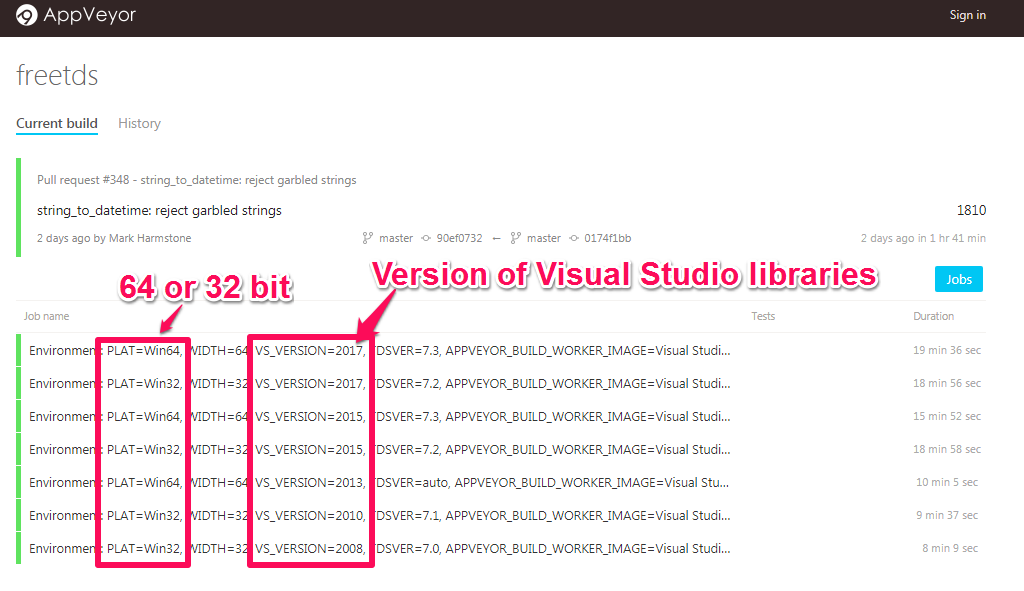 AppVeyor
Sign in
freetds
Current build History
Pull request #348 - string_to_datetime: reject garbled strings
string_to_datetime: reject garbled strings 1810
2 days ago by Mark Harmstone master 90ef0732 ← master 0174f1bb 2 days ago in 1 hr 41 min
64 or 32 bit Version of Visual Studio libraries
Jobs
Job name Tests Duration
Environment: PLAT=Win64, WIDTH=64, VS_VERSION=2017, TDSVER=7.3, APPVEYOR_BUILD_WORKER_IMAGE=Visual Studi... 19 min 36 sec
Environment: PLAT=Win32, WIDTH=32, VS_VERSION=2017, TDSVER=7.2, APPVEYOR_BUILD_WORKER_IMAGE=Visual Studi... 18 min 56 sec
Environment: PLAT=Win64, WIDTH=64, VS_VERSION=2015, TDSVER=7.3, APPVEYOR_BUILD_WORKER_IMAGE=Visual Studi... 15 min 52 sec
Environment: PLAT=Win32, WIDTH=32, VS_VERSION=2015, TDSVER=7.2, APPVEYOR_BUILD_WORKER_IMAGE=Visual Studi... 18 min 58 sec
Environment: PLAT=Win64, WIDTH=64, VS_VERSION=2013, TDSVER=auto, APPVEYOR_BUILD_WORKER_IMAGE=Visual Stu... 10 min 5 sec
Environment: PLAT=Win32, WIDTH=32, VS_VERSION=2010, TDSVER=7.1, APPVEYOR_BUILD_WORKER_IMAGE=Visual Studi... 9 min 37 sec
Environment: PLAT=Win32, WIDTH=32, VS_VERSION=2008, TDSVER=7.0, APPVEYOR_BUILD_WORKER_IMAGE=Visual Studi... 8 min 9 sec